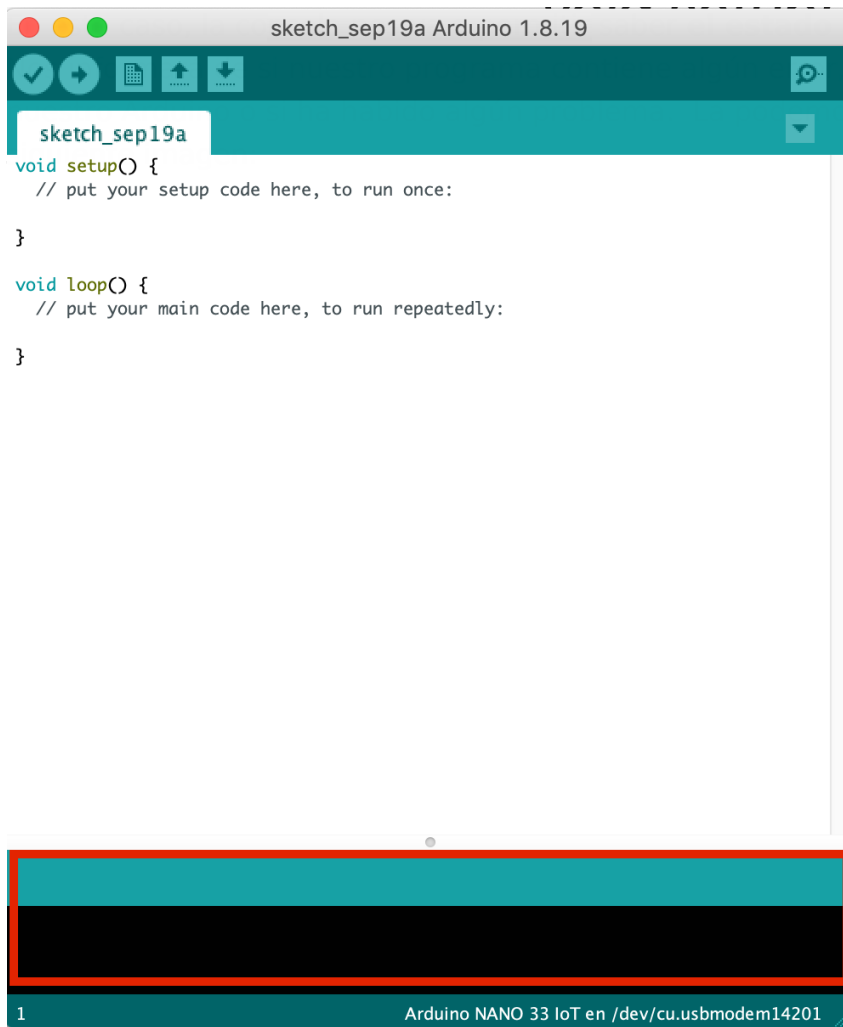 sketch_sep19a Arduino 1.8.19
sketch_sep19a
void setup() {
  // put your setup code here, to run once:
}
void loop() {
  // put your main code here, to run repeatedly:
}
1 Arduino NANO 33 IoT en /dev/cu.usbmodem14201